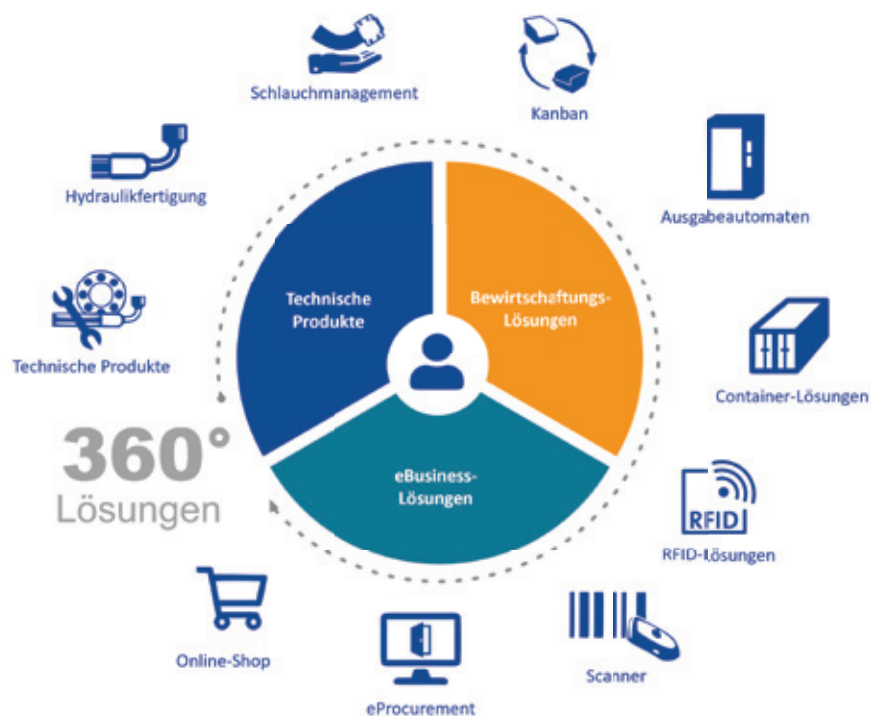 Schlauchmanagement
Kanban
Hydraulikfertigung
Ausgabeautomaten
Technische
Produkte
Bewirtschaftungs-
Lösungen
Technische Produkte
Container-Lösungen
360°
Lösungen
eBusiness-
Lösungen
RFID
RFID-Lösungen
Online-Shop
Scanner
eProcurement